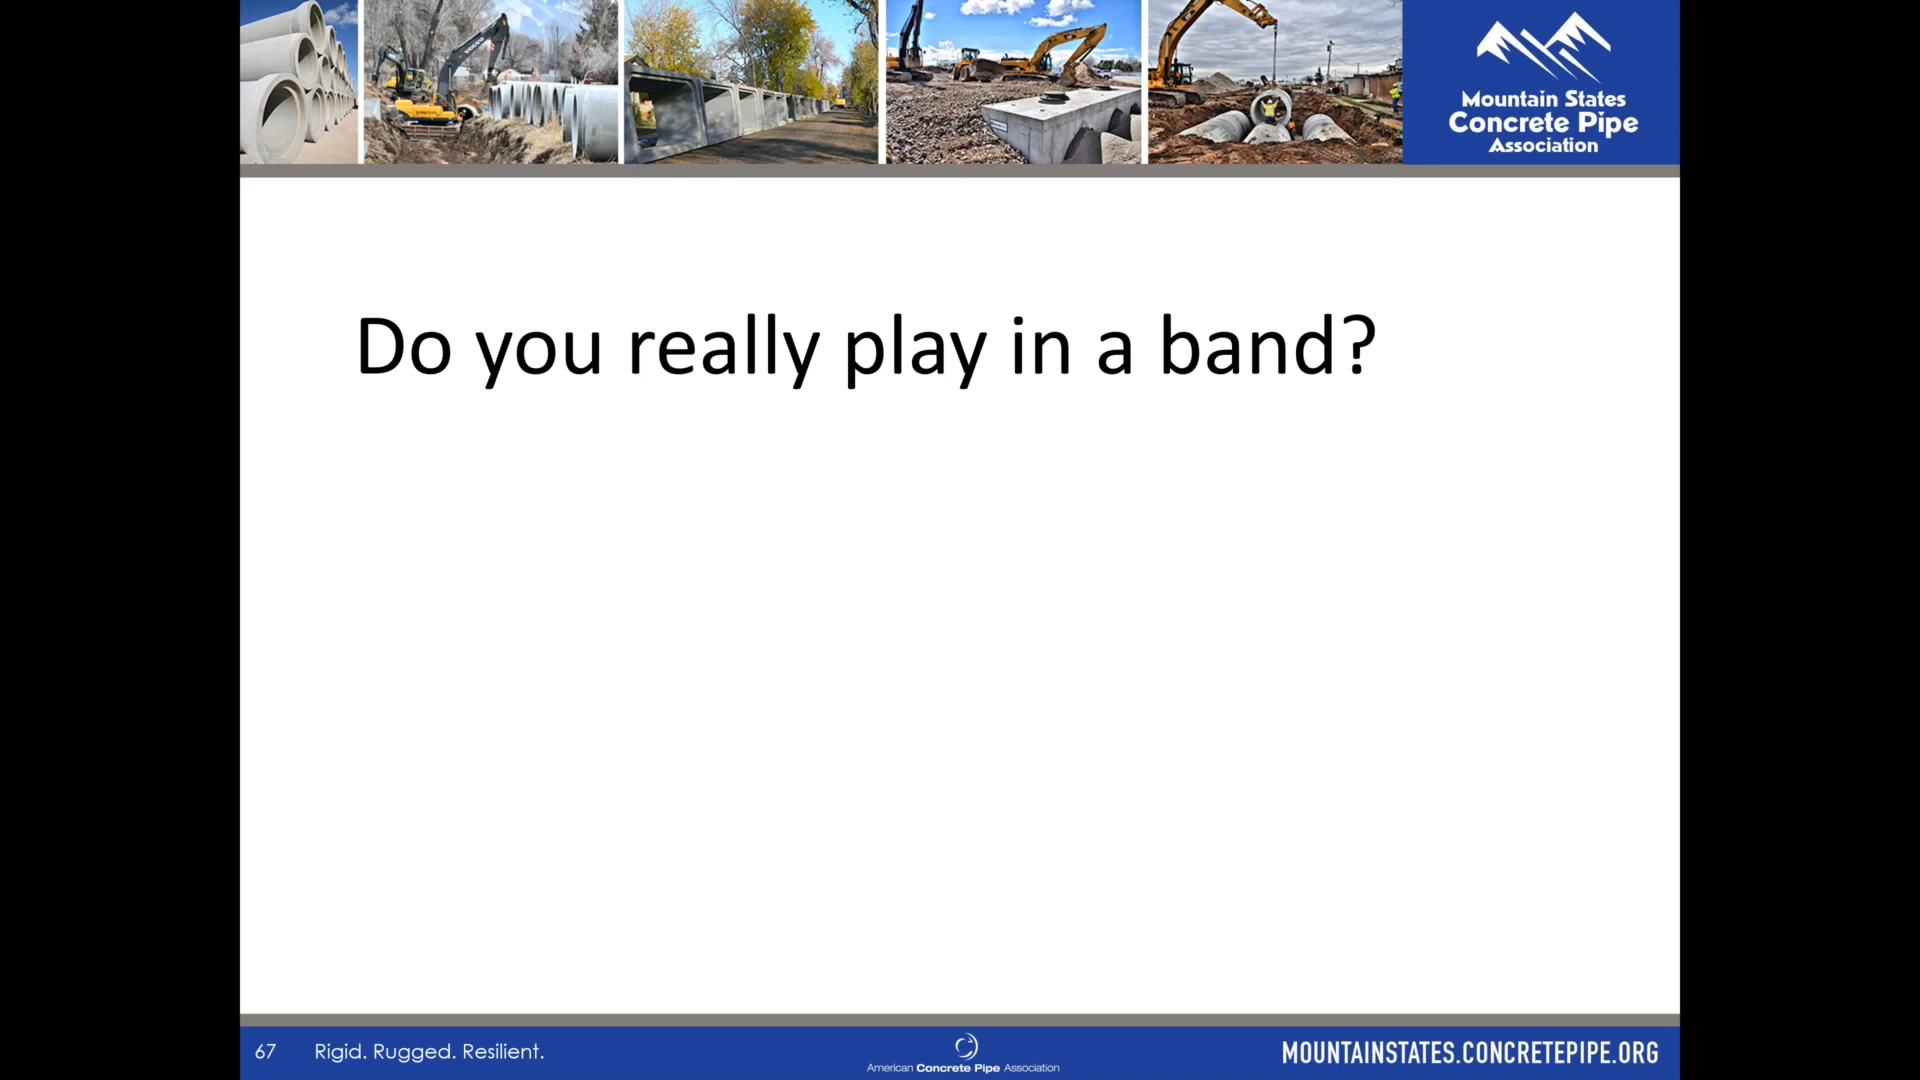 Mountain States
Concrete Pipe
Association
Do you really play in a band?
67 Rigid. Rugged. Resilient.
American Concrete Pipe Association
MOUNTAINSTATES.CONCRETEPIPE.ORG